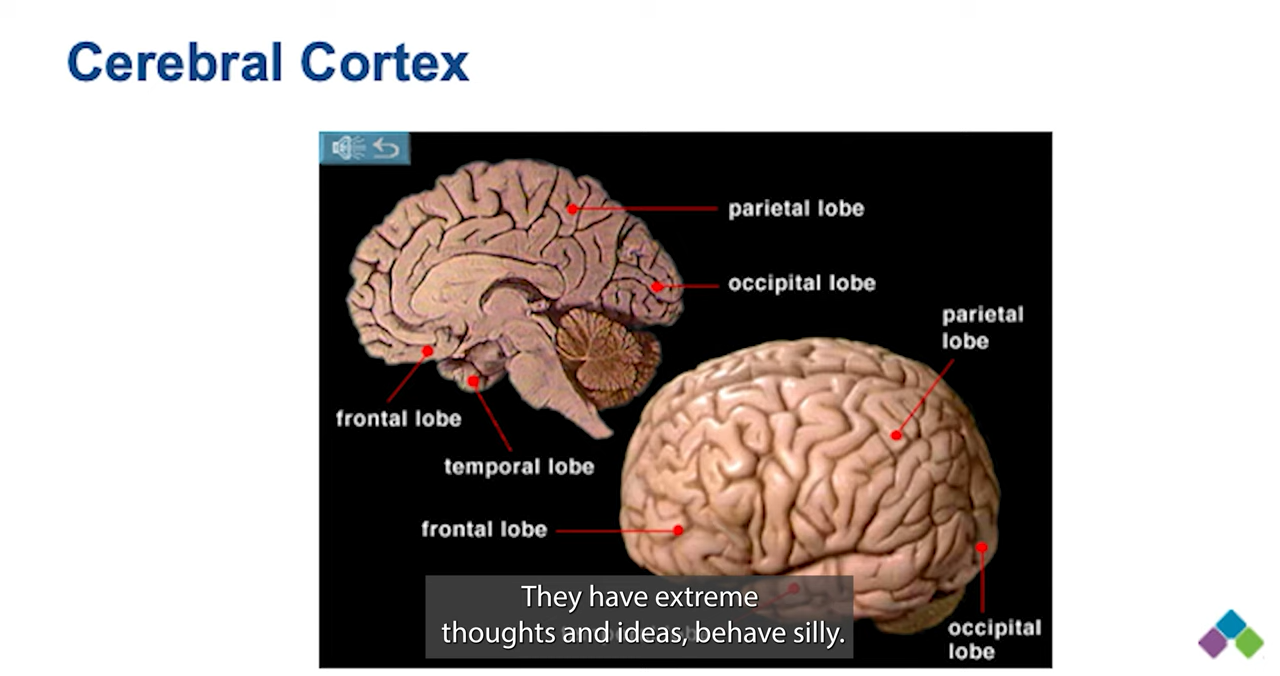 Cerebral Cortex
parietal lobe
occipital lobe
parietal
lobe
frontal lobe
temporal lobe
frontal lobe
They have extreme
thoughts and ideas, behave silly.
occipital
lobe